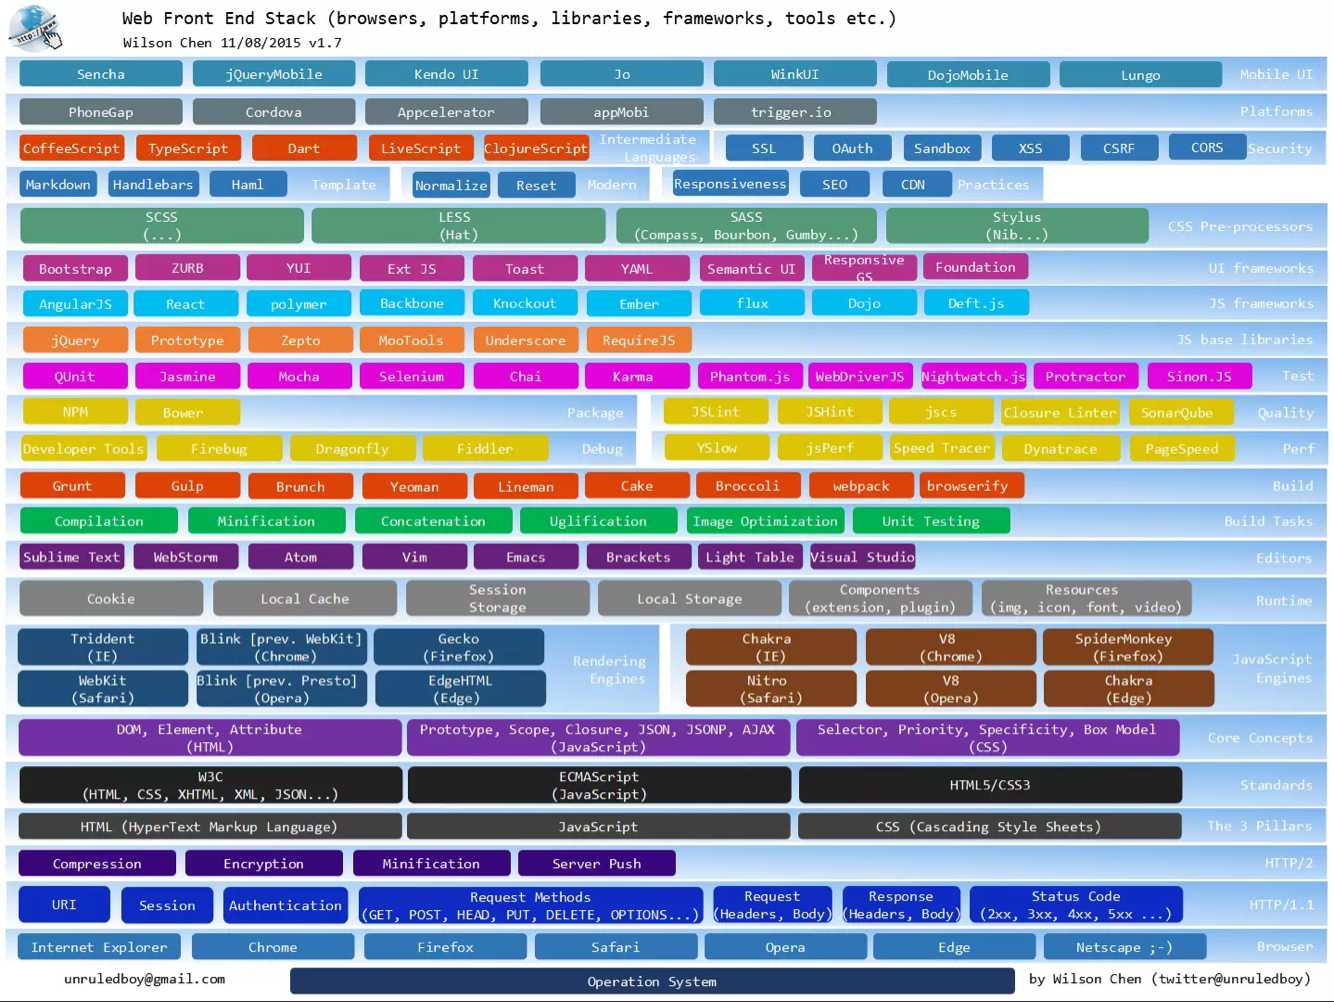 Web Front End Stack (browsers, platforms, libraries, frameworks, tools etc.)
Wilson Chen 11/08/2015 v1.7
Sencha jQueryMobile Kendo UI Jo WinkUI DojoMobile Lungo Mobile UI
PhoneGap Cordova Appcelerator appMobi trigger.io Platforms
CoffeeScript TypeScript Dart LiveScript ClojureScript Intermediate
Languages
SSL OAuth Sandbox XSS CSRF CORS Security
Markdown Handlebars Haml Template
Normalize Reset Modern
Responsiveness SEO CDN Practices
SCSS
(...)
LESS
(Hat)
SASS
(Compass, Bourbon, Gumby...)
Stylus
(Nib...)
CSS Pre-processors
Bootstrap ZURB YUI Ext JS Toast YAML Semantic UI Responsive
GS
Foundation UI frameworks
AngularJS React polymer Backbone Knockout Ember flux Dojo Deft.js JS frameworks
jQuery Prototype Zepto MooTools Underscore RequireJS JS base libraries
QUnit Jasmine Mocha Selenium Chai Karma Phantom.js WebDriverJS Nightwatch.js Protractor Sinon.JS Test
NPM Bower Package
JSLint JSHint jscs Closure Linter SonarQube Quality
Developer Tools Firebug Dragonfly Fiddler Debug
YSlow jsPerf Speed Tracer Dynatrace PageSpeed Perf
Grunt Gulp Brunch Yeoman Lineman Cake Broccoli webpack browserify Build
Compilation Minification Concatenation Uglification Image Optimization Unit Testing Build Tasks
Sublime Text WebStorm Atom Vim Emacs Brackets Light Table Visual Studio Editors
Cookie Local Cache Session
Storage
Local Storage Components
(extension, plugin)
Resources
(img, icon, font, video)
Runtime
Triddent
(IE)
Blink [prev. WebKit]
(Chrome)
Gecko
(Firefox)
WebKit
(Safari)
Blink [prev. Presto]
(Opera)
EdgeHTML
(Edge)
Rendering
Engines
Chakra
(IE)
V8
(Chrome)
SpiderMonkey
(Firefox)
Nitro
(Safari)
V8
(Opera)
Chakra
(Edge)
JavaScript
Engines
DOM, Element, Attribute
(HTML)
Prototype, Scope, Closure, JSON, JSONP, AJAX
(JavaScript)
Selector, Priority, Specificity, Box Model
(CSS)
Core Concepts
W3C
(HTML, CSS, XHTML, XML, JSON...)
ECMAScript
(JavaScript)
HTML5/CSS3
Standards
HTML (HyperText Markup Language) JavaScript CSS (Cascading Style Sheets) The 3 Pillars
Compression Encryption Minification Server Push HTTP/2
URI Session Authentication Request Methods
(GET, POST, HEAD, PUT, DELETE, OPTIONS...)
Request
(Headers, Body)
Response
(Headers, Body)
Status Code
(2xx, 3xx, 4xx, 5xx ...)
HTTP/1.1
Internet Explorer Chrome Firefox Safari Opera Edge Netscape ;-) Browser
unruledboy@gmail.com Operation System by Wilson Chen (twitter@unruledboy)